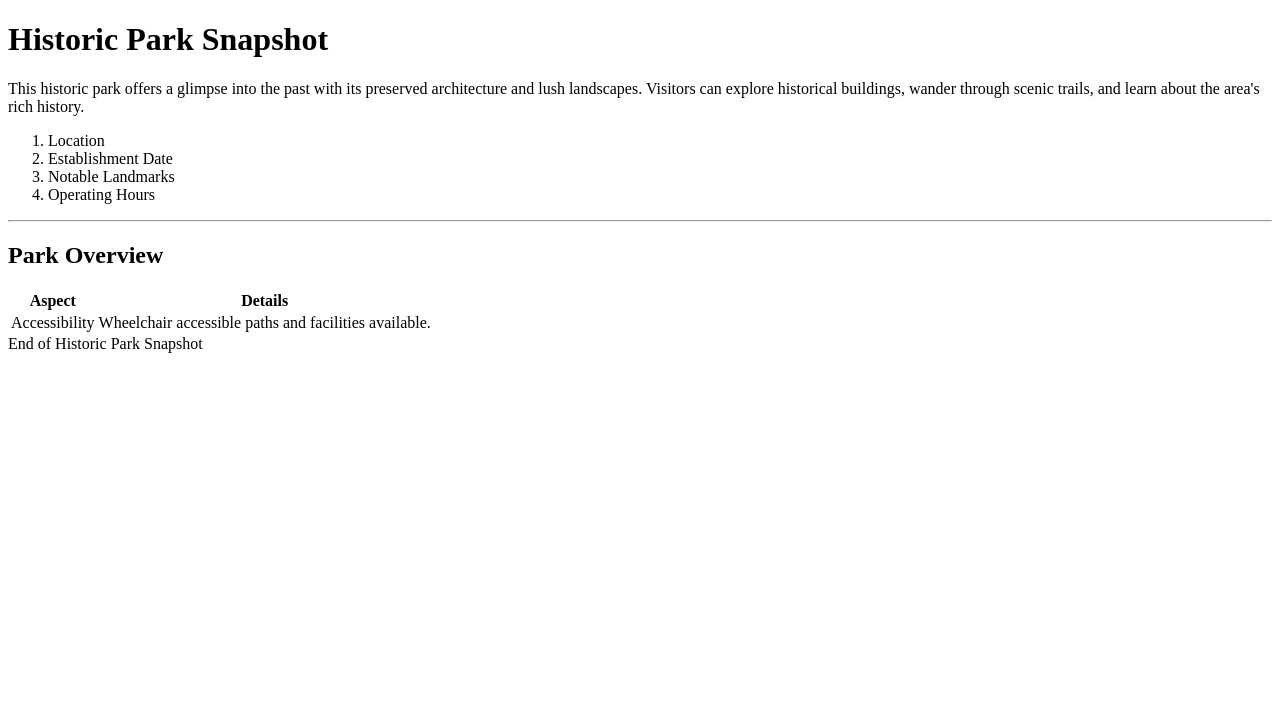 Historic Park Snapshot
This historic park offers a glimpse into the past with its preserved architecture and lush landscapes. Visitors can explore historical buildings, wander through scenic trails, and learn about the area's
rich history.
1. Location
2. Establishment Date
3. Notable Landmarks
4. Operating Hours
Park Overview
Aspect Details
Accessibility Wheelchair accessible paths and facilities available.
End of Historic Park Snapshot